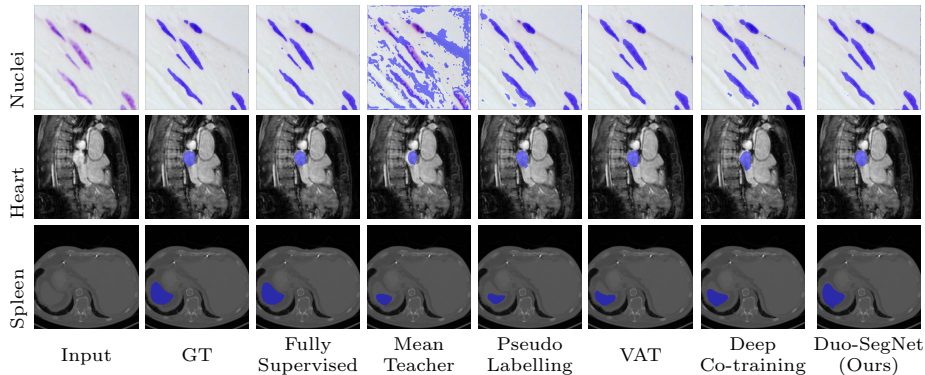 Nuclei
Heart
Spleen
Input
GT
Fully
Supervised
Mean
Teacher
Pseudo
Labelling
VAT
Deep
Co-training
Duo-SegNet
(Ours)